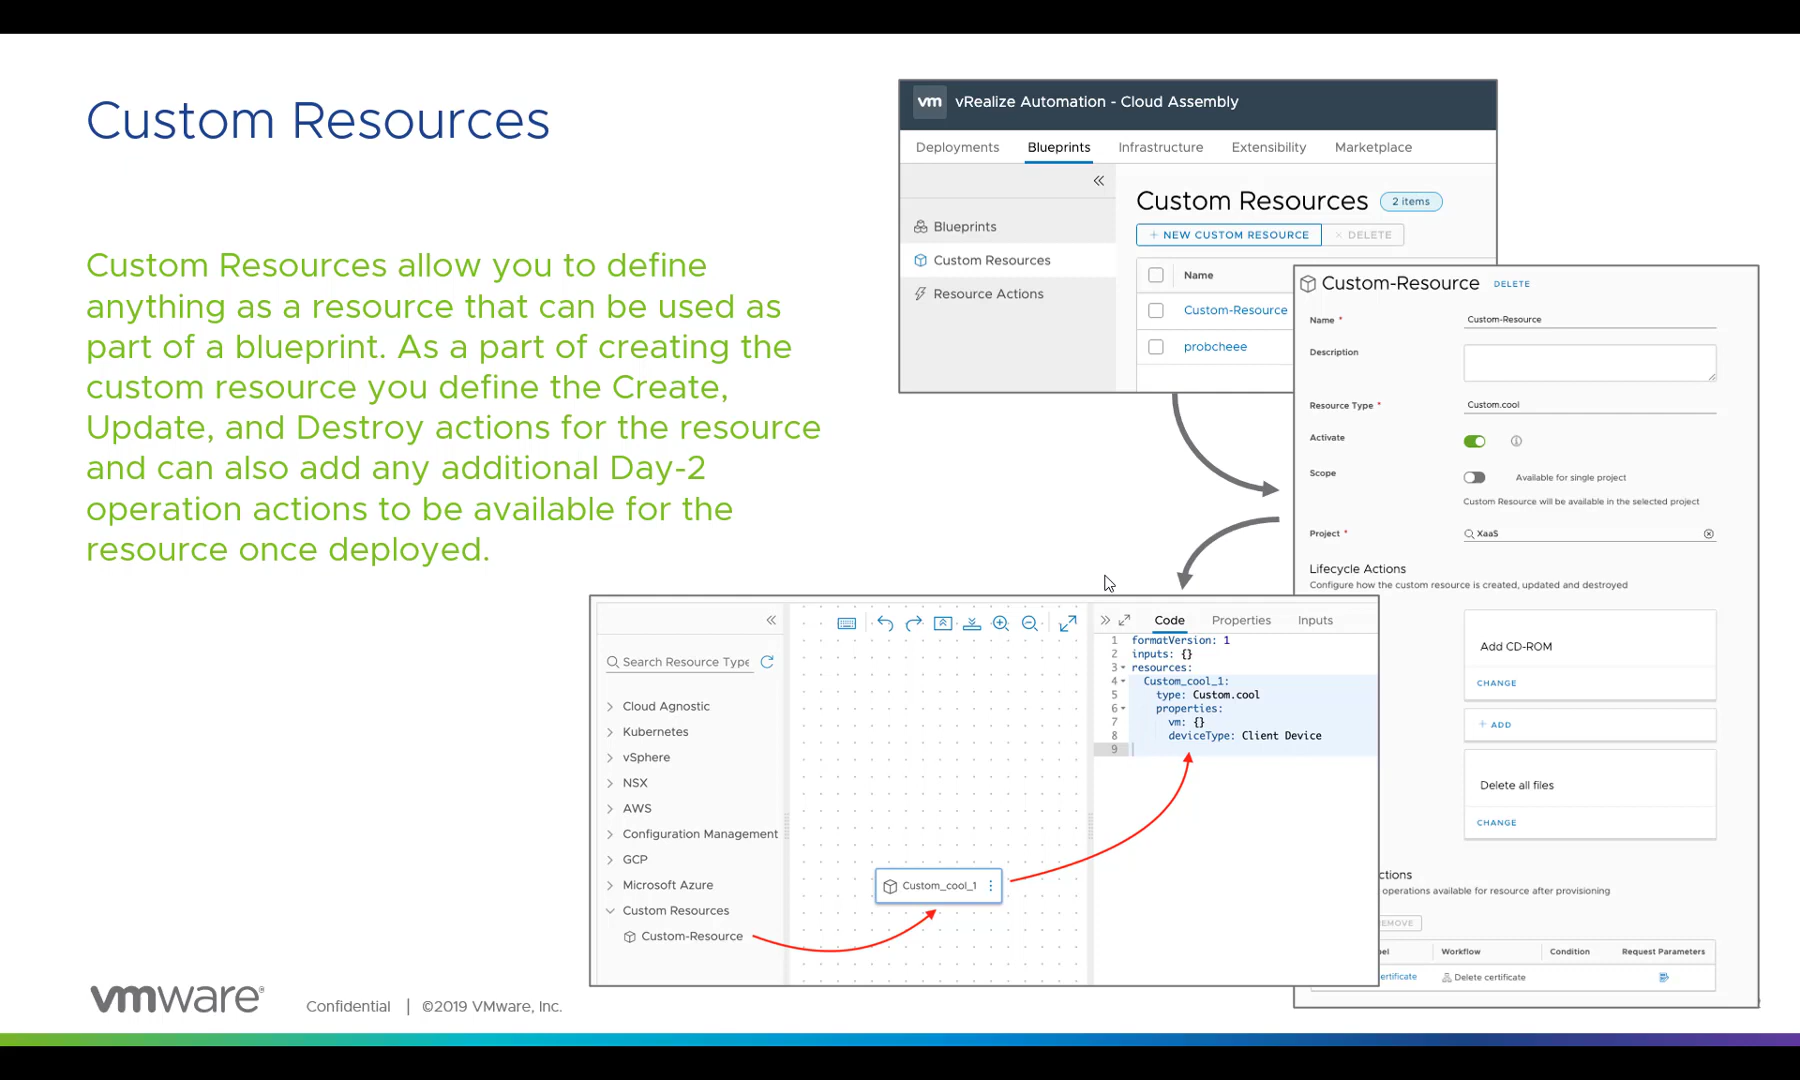 Custom Resources
Custom Resources allow you to define
anything as a resource that can be used as
part of a blueprint. As a part of creating the
custom resource you define the Create,
Update, and Destroy actions for the resource
and can also add any additional Day-2
operation actions to be available for the
resource once deployed.
vm vRealize Automation - Cloud Assembly
Deployments Blueprints Infrastructure Extensibility Marketplace
Blueprints
Custom Resources
Resource Actions
Custom Resources 2 items
+ NEW CUSTOM RESOURCE × DELETE
Name
Custom-Resource
probcheee
Custom-Resource DELETE
Name * Custom-Resource
Description
Resource Type * Custom.cool
Activate
Scope Available for single project
Custom Resource will be available in the selected project
Project * XaaS
Lifecycle Actions
Configure how the custom resource is created, updated and destroyed
Add CD-ROM
CHANGE
+ ADD
Delete all files
CHANGE
ctions
operations available for resource after provisioning
EMOVE
el Workflow Condition Request Parameters
ertificate Delete certificate
Search Resource Type
Cloud Agnostic
Kubernetes
vSphere
NSX
AWS
Configuration Management
GCP
Microsoft Azure
Custom Resources
Custom-Resource
Custom_cool_1
Code Properties Inputs
1 formatVersion: 1
2 inputs: {}
3 resources:
4 Custom_cool_1:
5 type: Custom.cool
6 properties:
7 vm: {}
8 deviceType: Client Device
9
vmware® Confidential | ©2019 VMware, Inc.